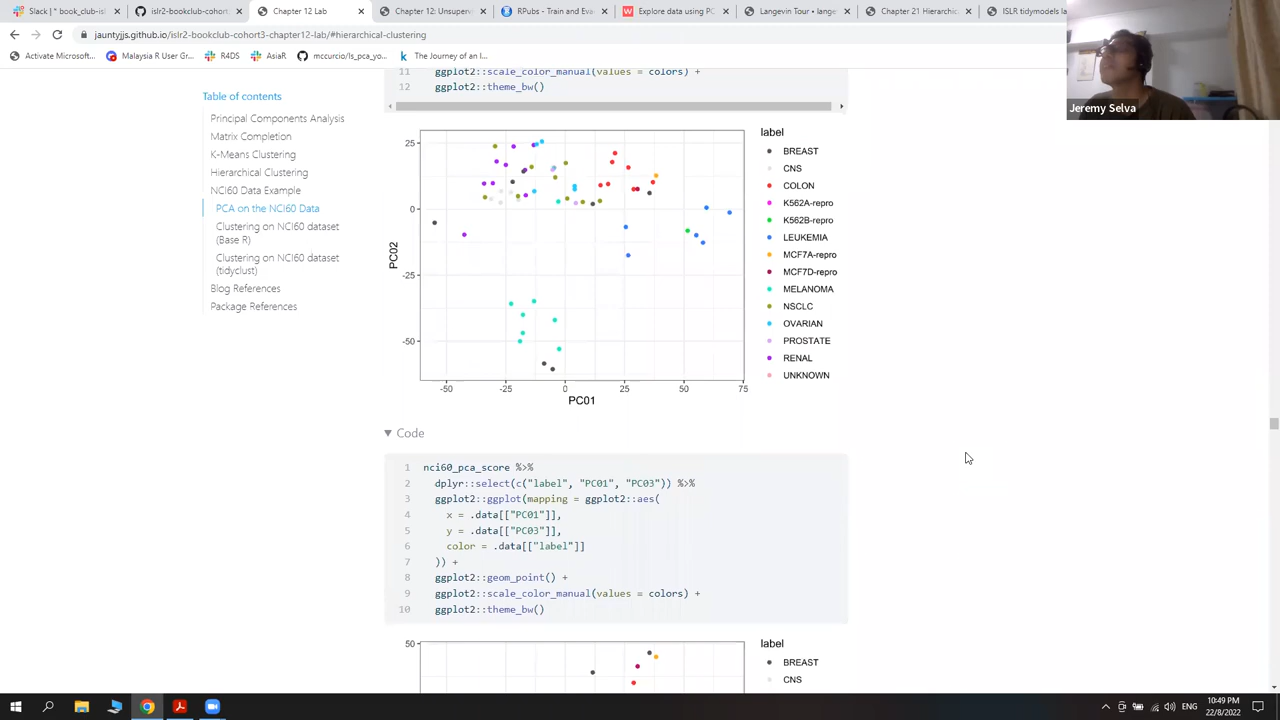 Slack | book_club-isl
islr2-bookclub-cohort
Chapter 12 Lab
Chapter 12: Unsuperv
RPubs - Train and Eva
Explore data using PC
Langevin Tour • lange
Chapter 21 Hierarchic
ISLR tidymodels la
jauntyjjs.github.io/islr2-bookclub-cohort3-chapter12-lab/#hierarchical-clustering
Activate Microsoft...
Malaysia R User Gr...
R4DS
AsiaR
mccurcio/Is_pca_yo...
The Journey of an I...
Jeremy Selva
Table of contents
Principal Components Analysis
Matrix Completion
K-Means Clustering
Hierarchical Clustering
NCI60 Data Example
PCA on the NCI60 Data
Clustering on NCI60 dataset
(Base R)
Clustering on NCI60 dataset
(tidyclust)
Blog References
Package References
11 ggplot2::scale_color_manual(values = colors) +
12 ggplot2::theme_bw()
25
0
-25
-50
PC02
-50 -25 0 25 50 75
PC01
label
BREAST
CNS
COLON
K562A-repro
K562B-repro
LEUKEMIA
MCF7A-repro
MCF7D-repro
MELANOMA
NSCLC
OVARIAN
PROSTATE
RENAL
UNKNOWN
Code
1 nci60_pca_score %>%
2 dplyr::select(c("label", "PC01", "PC03")) %>%
3 ggplot2::ggplot(mapping = ggplot2::aes(
4 x = .data[["PC01"]],
5 y = .data[["PC03"]],
6 color = .data[["label"]]
7 )) +
8 ggplot2::geom_point() +
9 ggplot2::scale_color_manual(values = colors) +
10 ggplot2::theme_bw()
50
label
BREAST
CNS
ENG
10:49 PM
22/8/2022